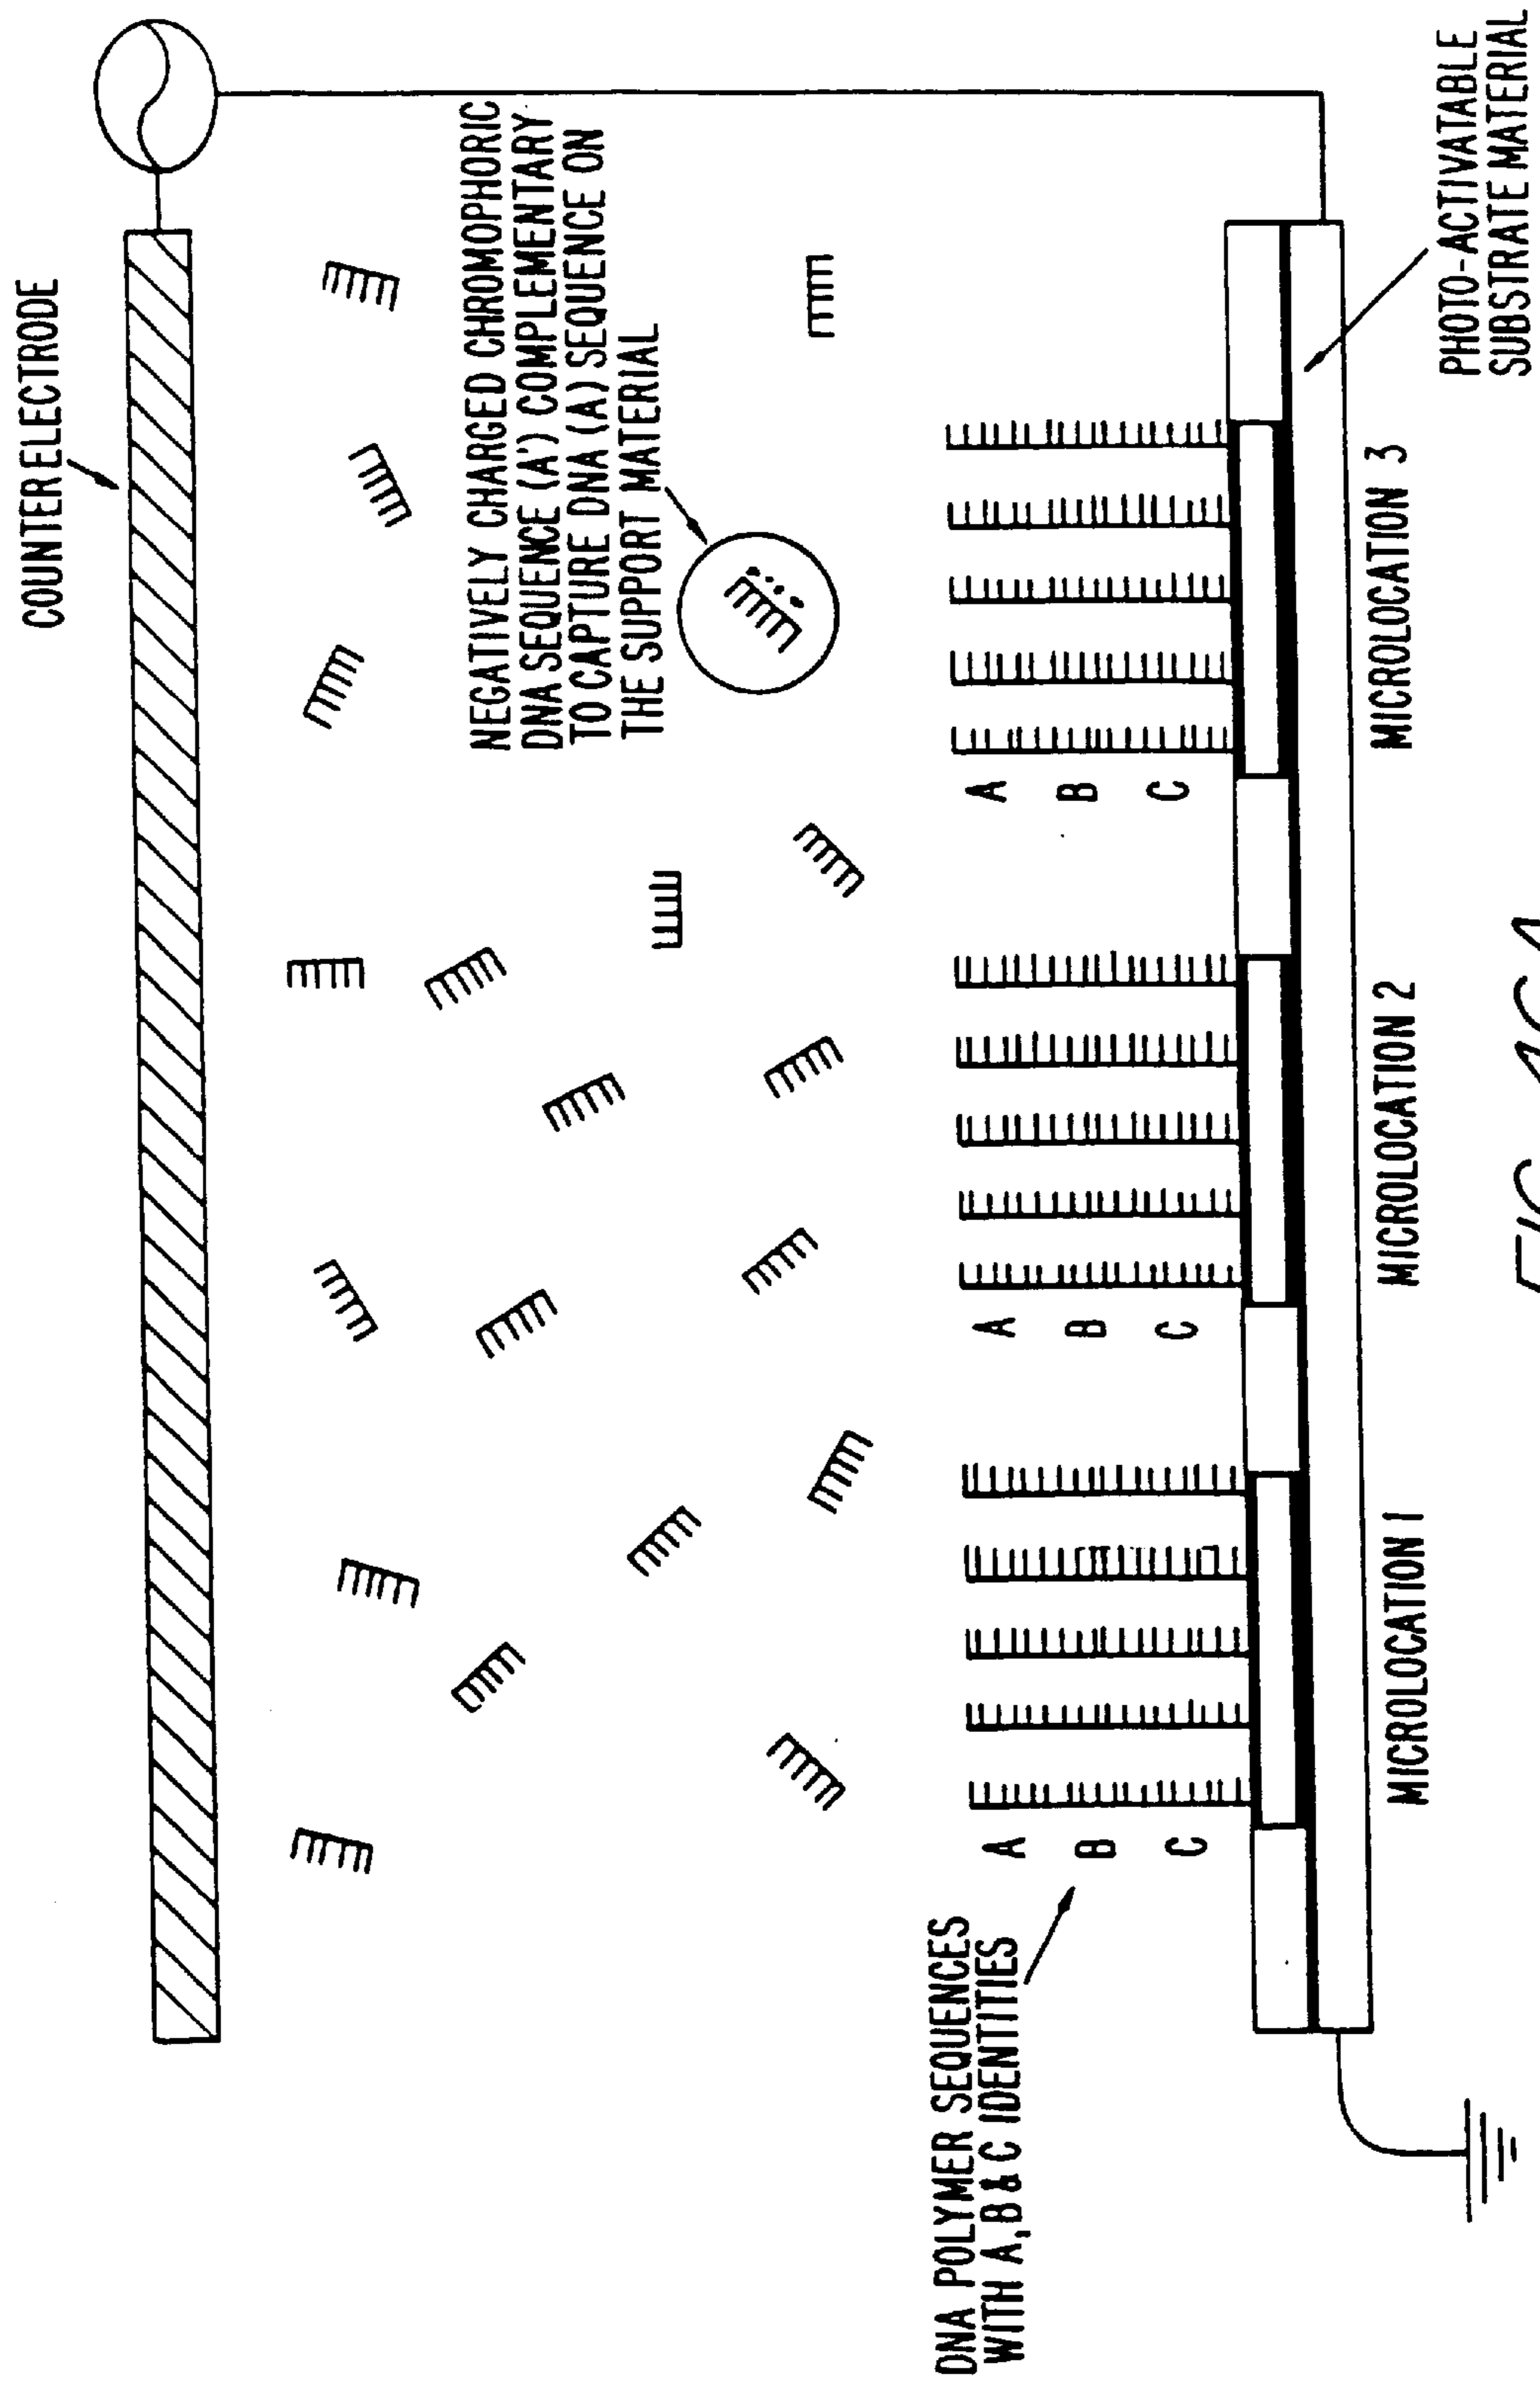 COUNTER ELECTRODE
NEGATIVELY CHARGED CHROMOPHORIC
DNA SEQUENCE (A') COMPLEMENTARY
TO CAPTURE DNA (A) SEQUENCE ON
THE SUPPORT MATERIAL
DNA POLYMER SEQUENCES
WITH A,B & C IDENTITIES
A
B
C
A
B
C
A
B
C
MICROLOCATION 1
MICROLOCATION 2
MICROLOCATION 3
PHOTO-ACTIVATABLE
SUBSTRATE MATERIAL